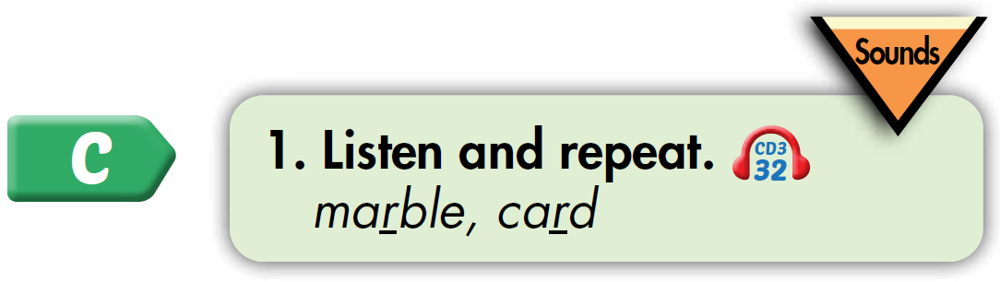 Sounds
C
1. Listen and repeat. CD3 32
marble, card